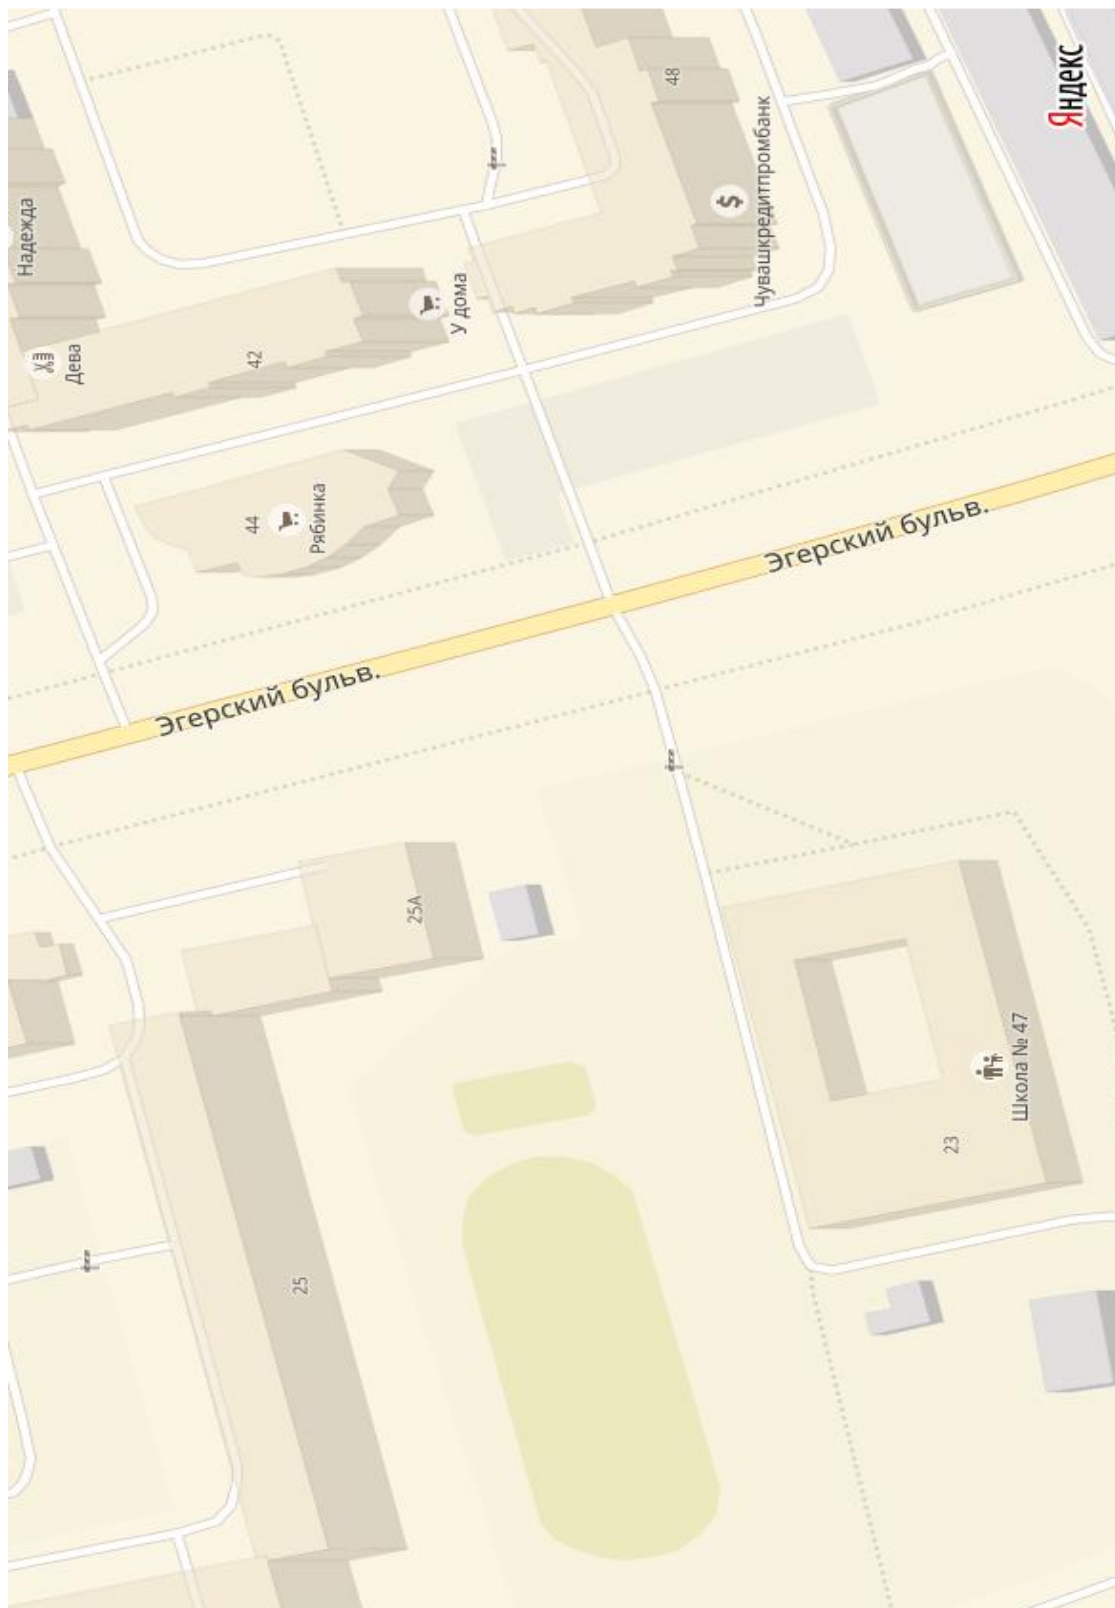 Яндекс
48
Чувашкредитпромбанк
Надежда
У дома
Дева
42
44
Рябинка
Эгерский бульв.
Эгерский бульв.
25А
Школа № 47
23
25